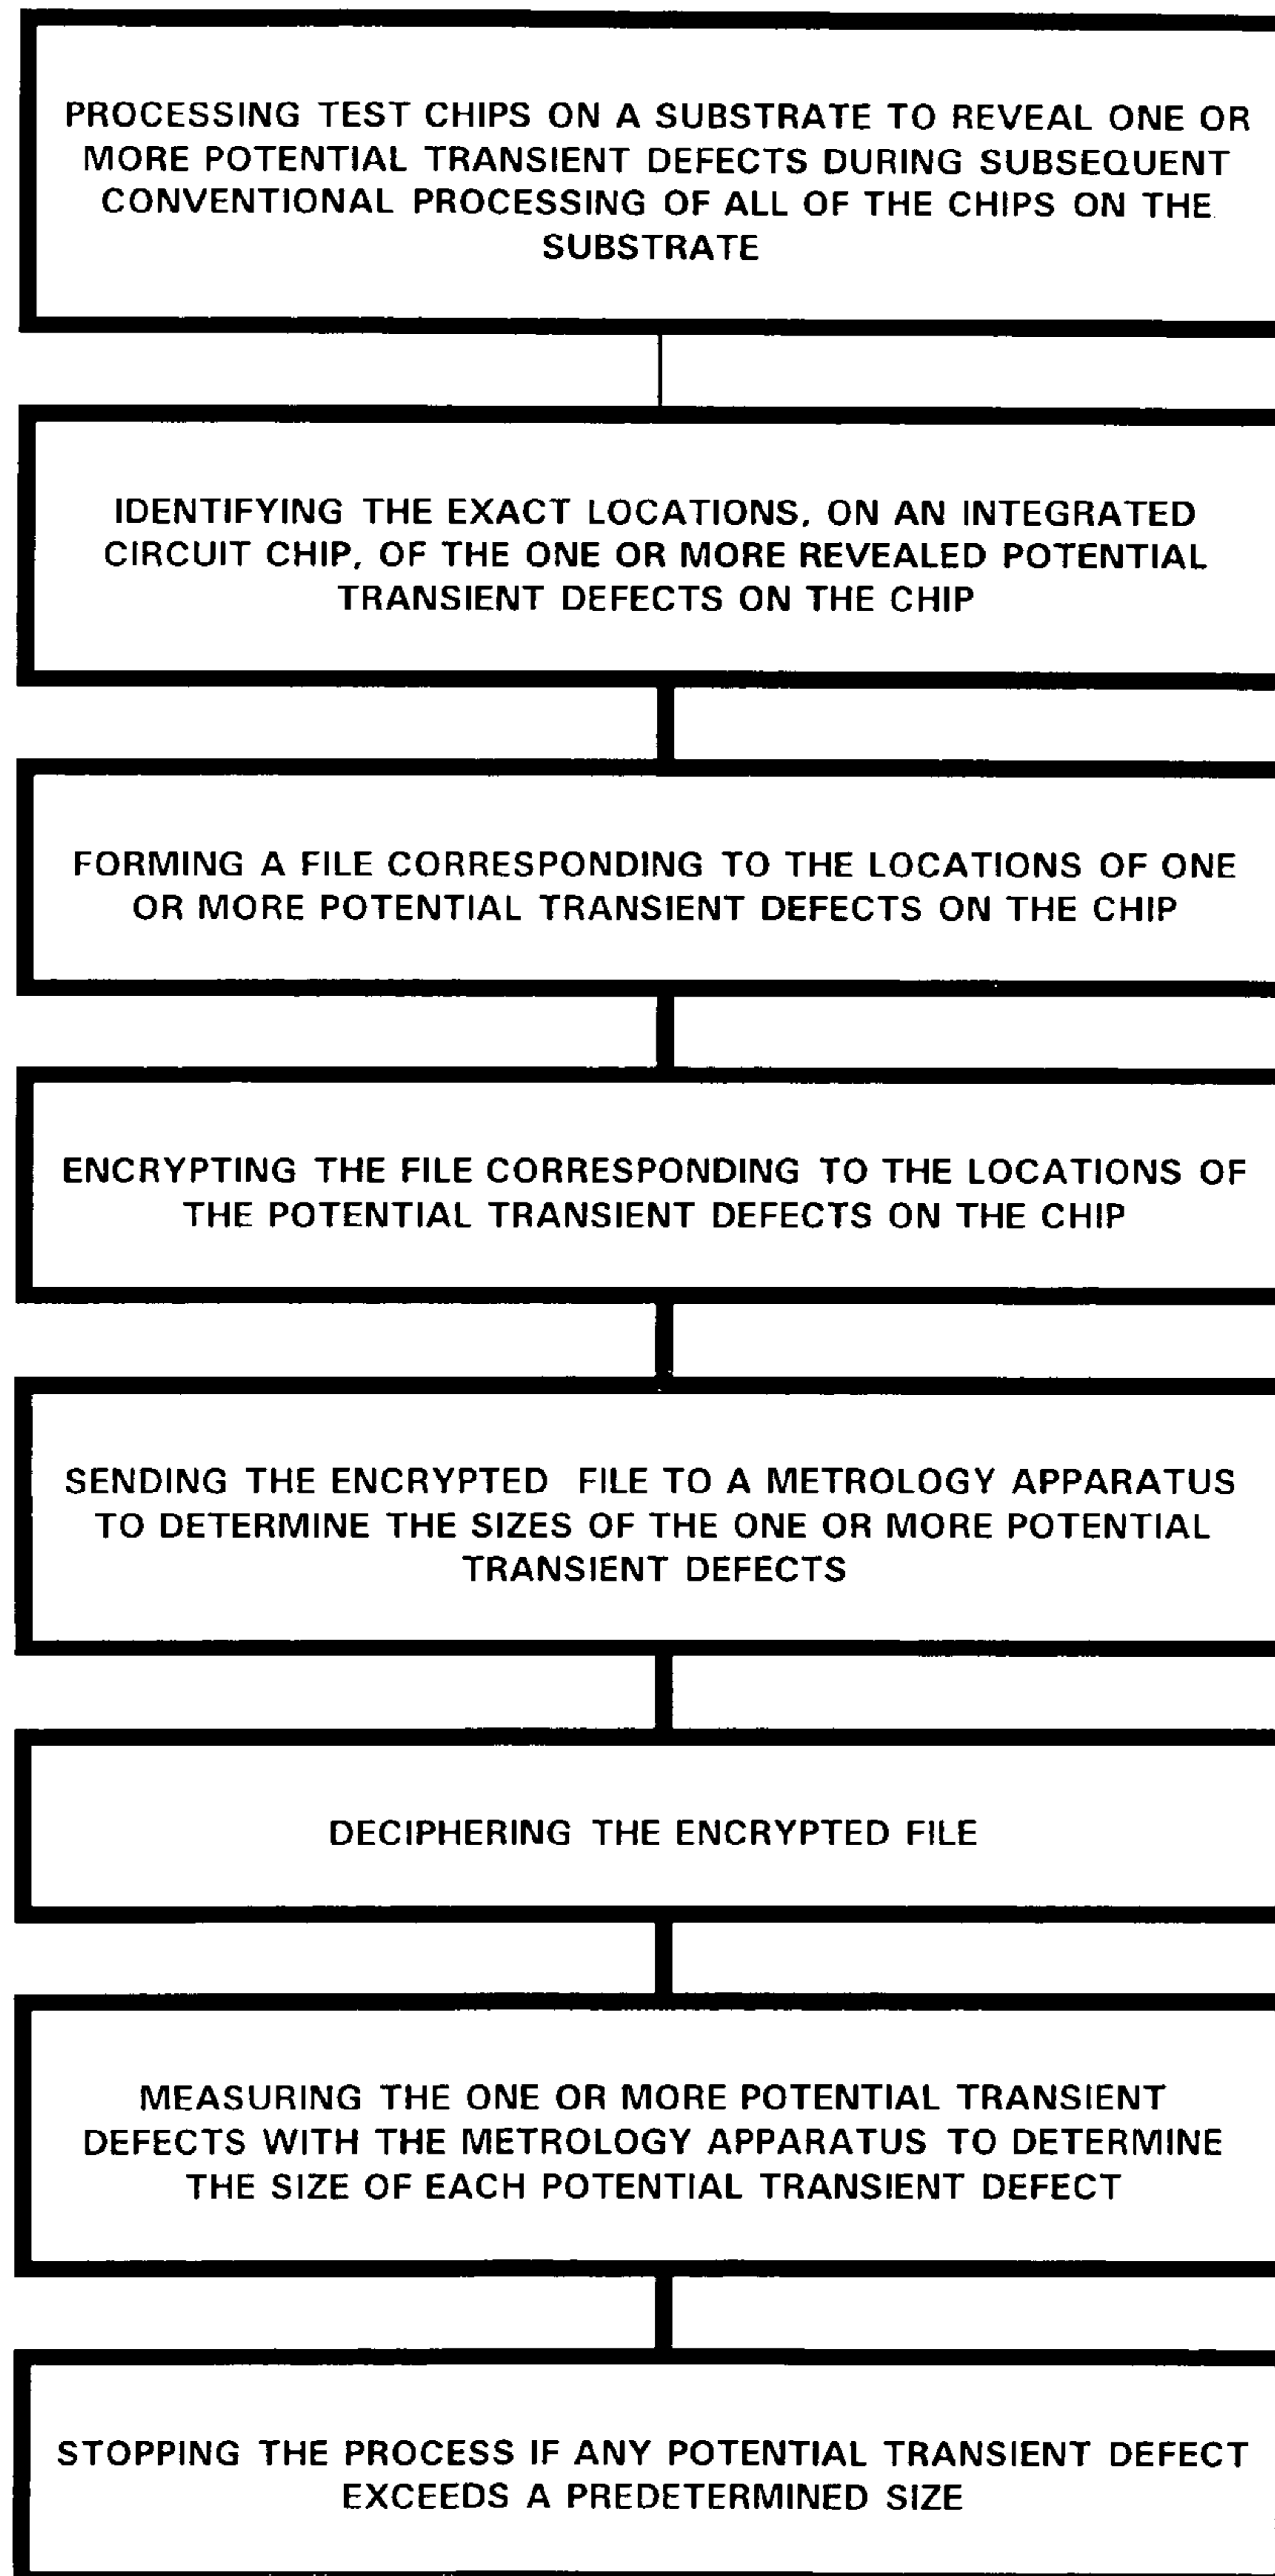 PROCESSING TEST CHIPS ON A SUBSTRATE TO REVEAL ONE OR
MORE POTENTIAL TRANSIENT DEFECTS DURING SUBSEQUENT
CONVENTIONAL PROCESSING OF ALL OF THE CHIPS ON THE
SUBSTRATE
IDENTIFYING THE EXACT LOCATIONS, ON AN INTEGRATED
CIRCUIT CHIP, OF THE ONE OR MORE REVEALED POTENTIAL
TRANSIENT DEFECTS ON THE CHIP
FORMING A FILE CORRESPONDING TO THE LOCATIONS OF ONE
OR MORE POTENTIAL TRANSIENT DEFECTS ON THE CHIP
ENCRYPTING THE FILE CORRESPONDING TO THE LOCATIONS OF
THE POTENTIAL TRANSIENT DEFECTS ON THE CHIP
SENDING THE ENCRYPTED FILE TO A METROLOGY APPARATUS
TO DETERMINE THE SIZES OF THE ONE OR MORE POTENTIAL
TRANSIENT DEFECTS
DECIPHERING THE ENCRYPTED FILE
MEASURING THE ONE OR MORE POTENTIAL TRANSIENT
DEFECTS WITH THE METROLOGY APPARATUS TO DETERMINE
THE SIZE OF EACH POTENTIAL TRANSIENT DEFECT
STOPPING THE PROCESS IF ANY POTENTIAL TRANSIENT DEFECT
EXCEEDS A PREDETERMINED SIZE